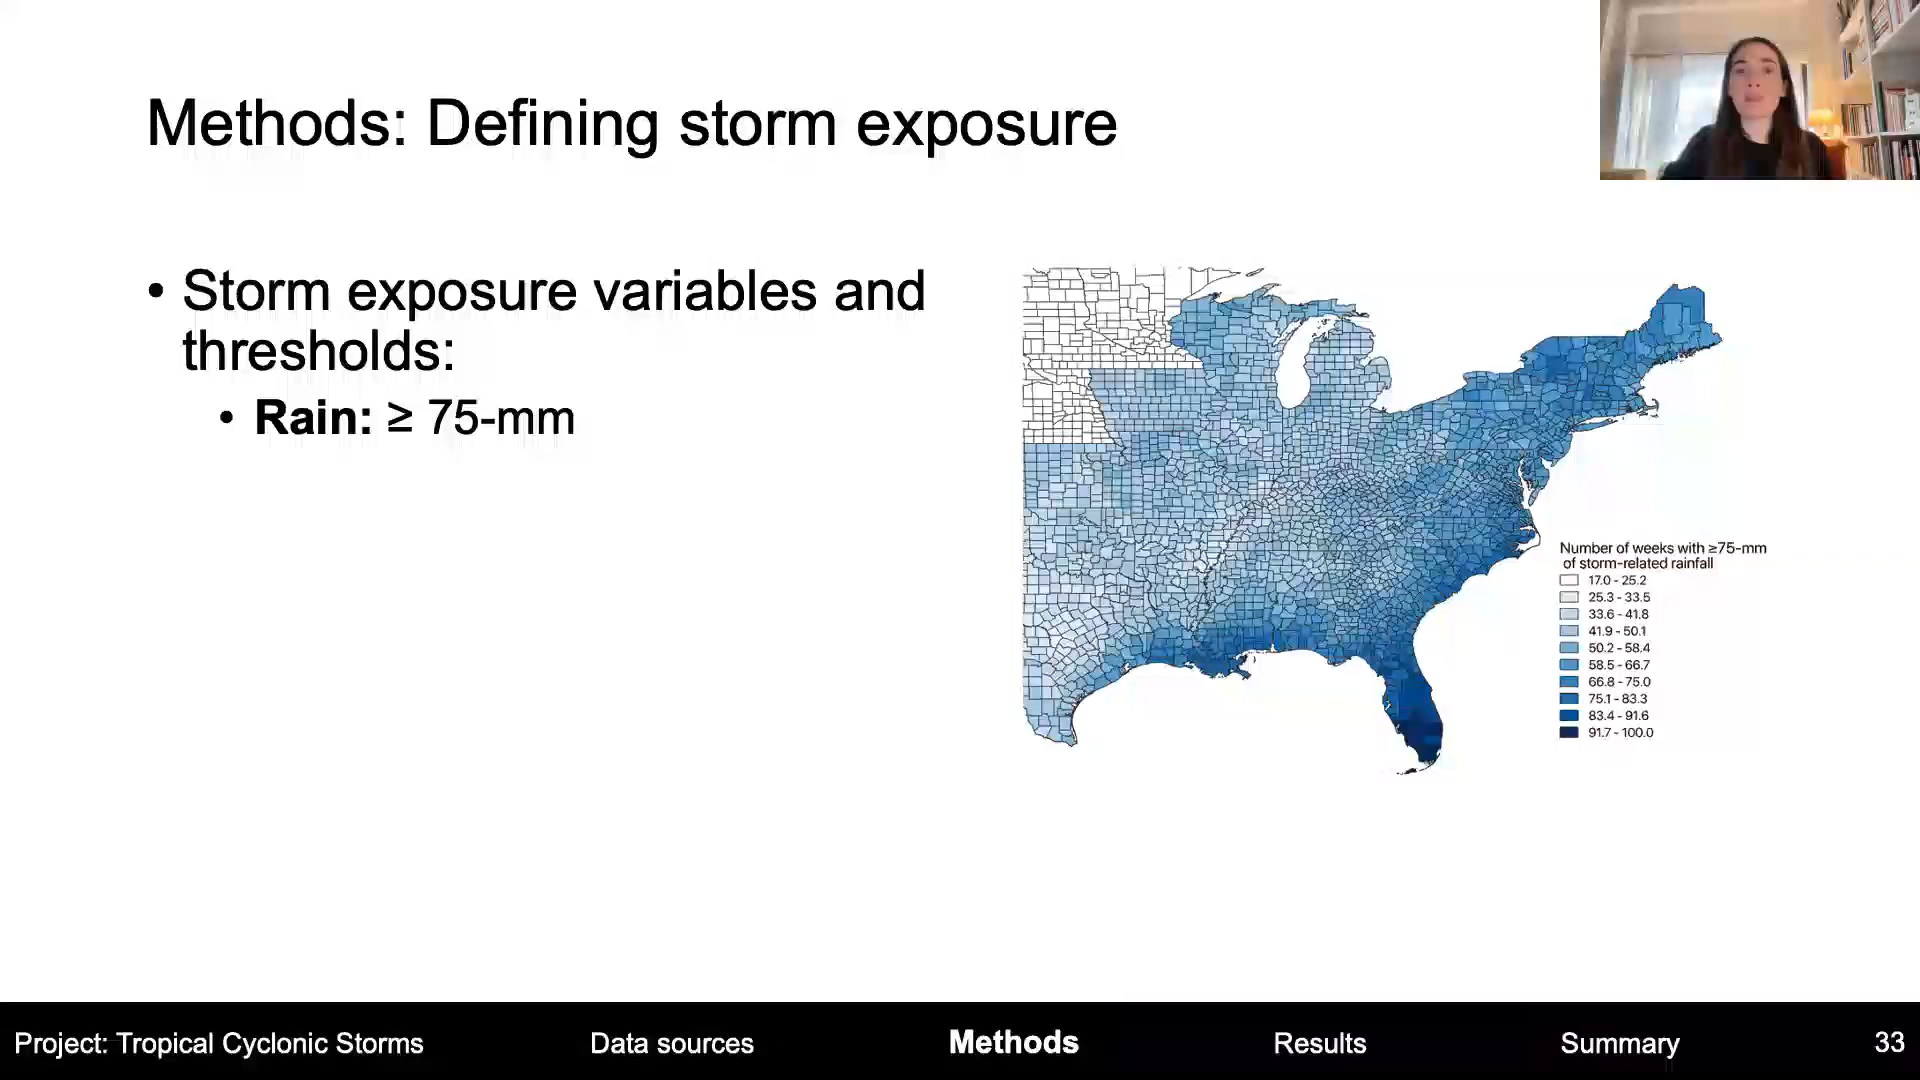 Methods: Defining storm exposure
• Storm exposure variables and
thresholds:
• Rain: ≥ 75-mm
Number of weeks with ≥75-mm
of storm-related rainfall
17.0 - 25.2
25.3 - 33.5
33.6 - 41.8
41.9 - 50.1
50.2 - 58.4
58.5 - 66.7
66.8 - 75.0
75.1 - 83.3
83.4 - 91.6
91.7 - 100.0
Project: Tropical Cyclonic Storms Data sources Methods Results Summary 33